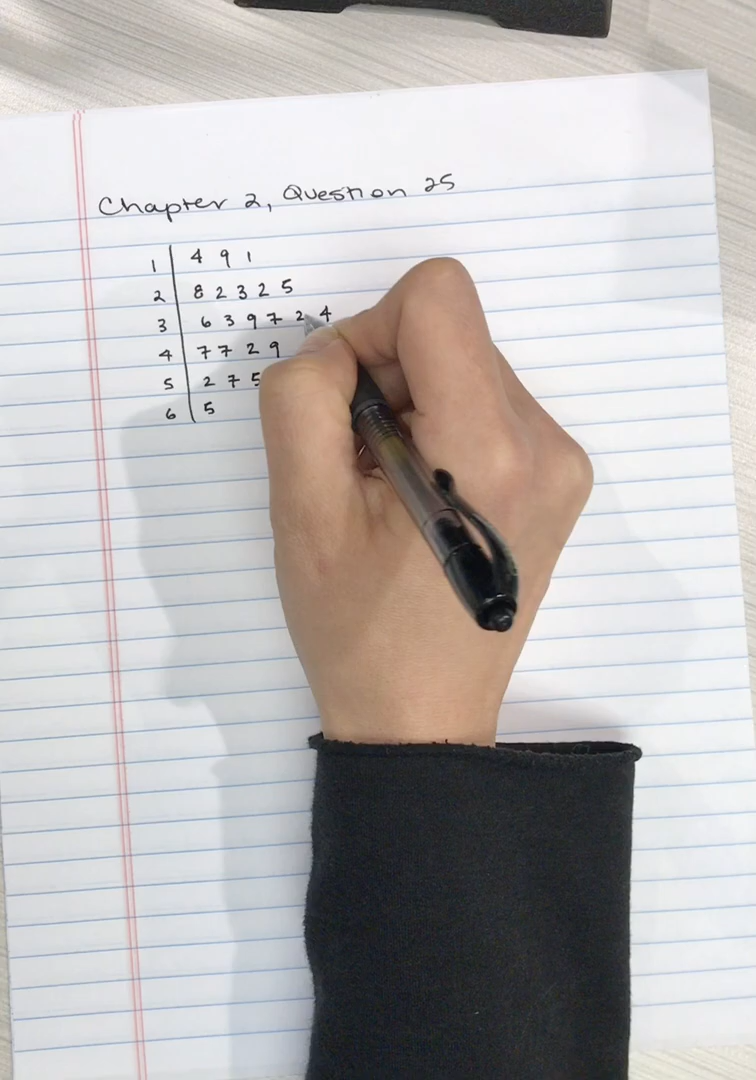 Chapter 2, Question 25
1 | 4 9 1
2 | 8 2 3 2 5
3 | 6 3 9 7 2 4
4 | 7 7 2 9
5 | 2 7 5
6 | 5